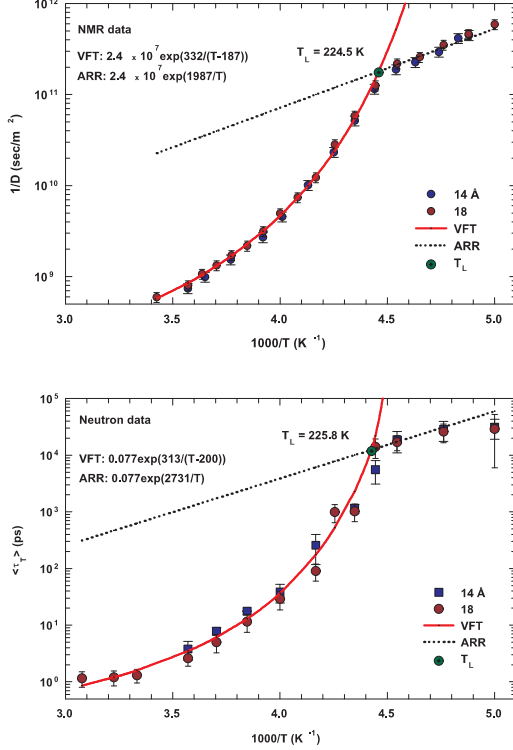 10^12
NMR data
VFT: 2.4 × 10^7 exp(332/(T-187))
ARR: 2.4 × 10^7 exp(1987/T)
T_L = 224.5 K
10^11
1/D (sec/m^2)
10^10
14 Å
18
VFT
ARR
T_L
10^9
3.0 3.5 4.0 4.5 5.0
1000/T (K^-1)
10^5
Neutron data
T_L = 225.8 K
10^4
VFT: 0.077exp(313/(T-200))
ARR: 0.077exp(2731/T)
10^3
<τ_T> (ps)
10^2
14 Å
18
10^1
VFT
ARR
T_L
10^0
3.0 3.5 4.0 4.5 5.0
1000/T (K^-1)